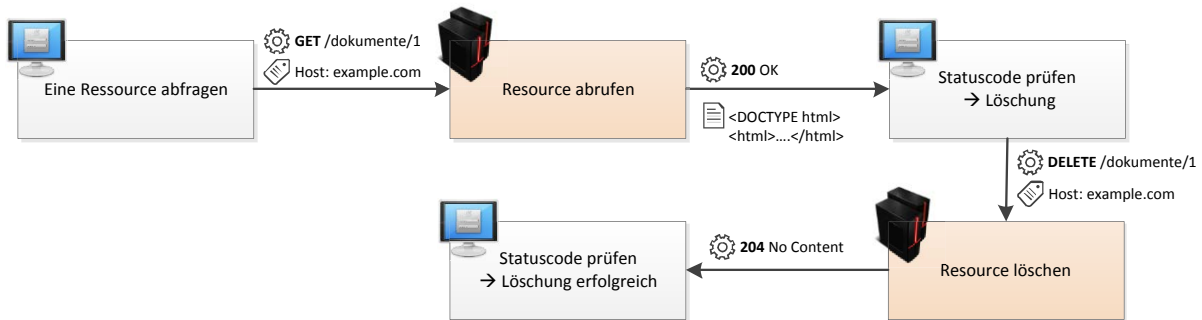 Eine Ressource abfragen
GET /dokumente/1
Host: example.com
Resource abrufen
200 OK
<DOCTYPE html>
<html>....</html>
Statuscode prüfen
→ Löschung
DELETE /dokumente/1
Host: example.com
Resource löschen
204 No Content
Statuscode prüfen
→ Löschung erfolgreich